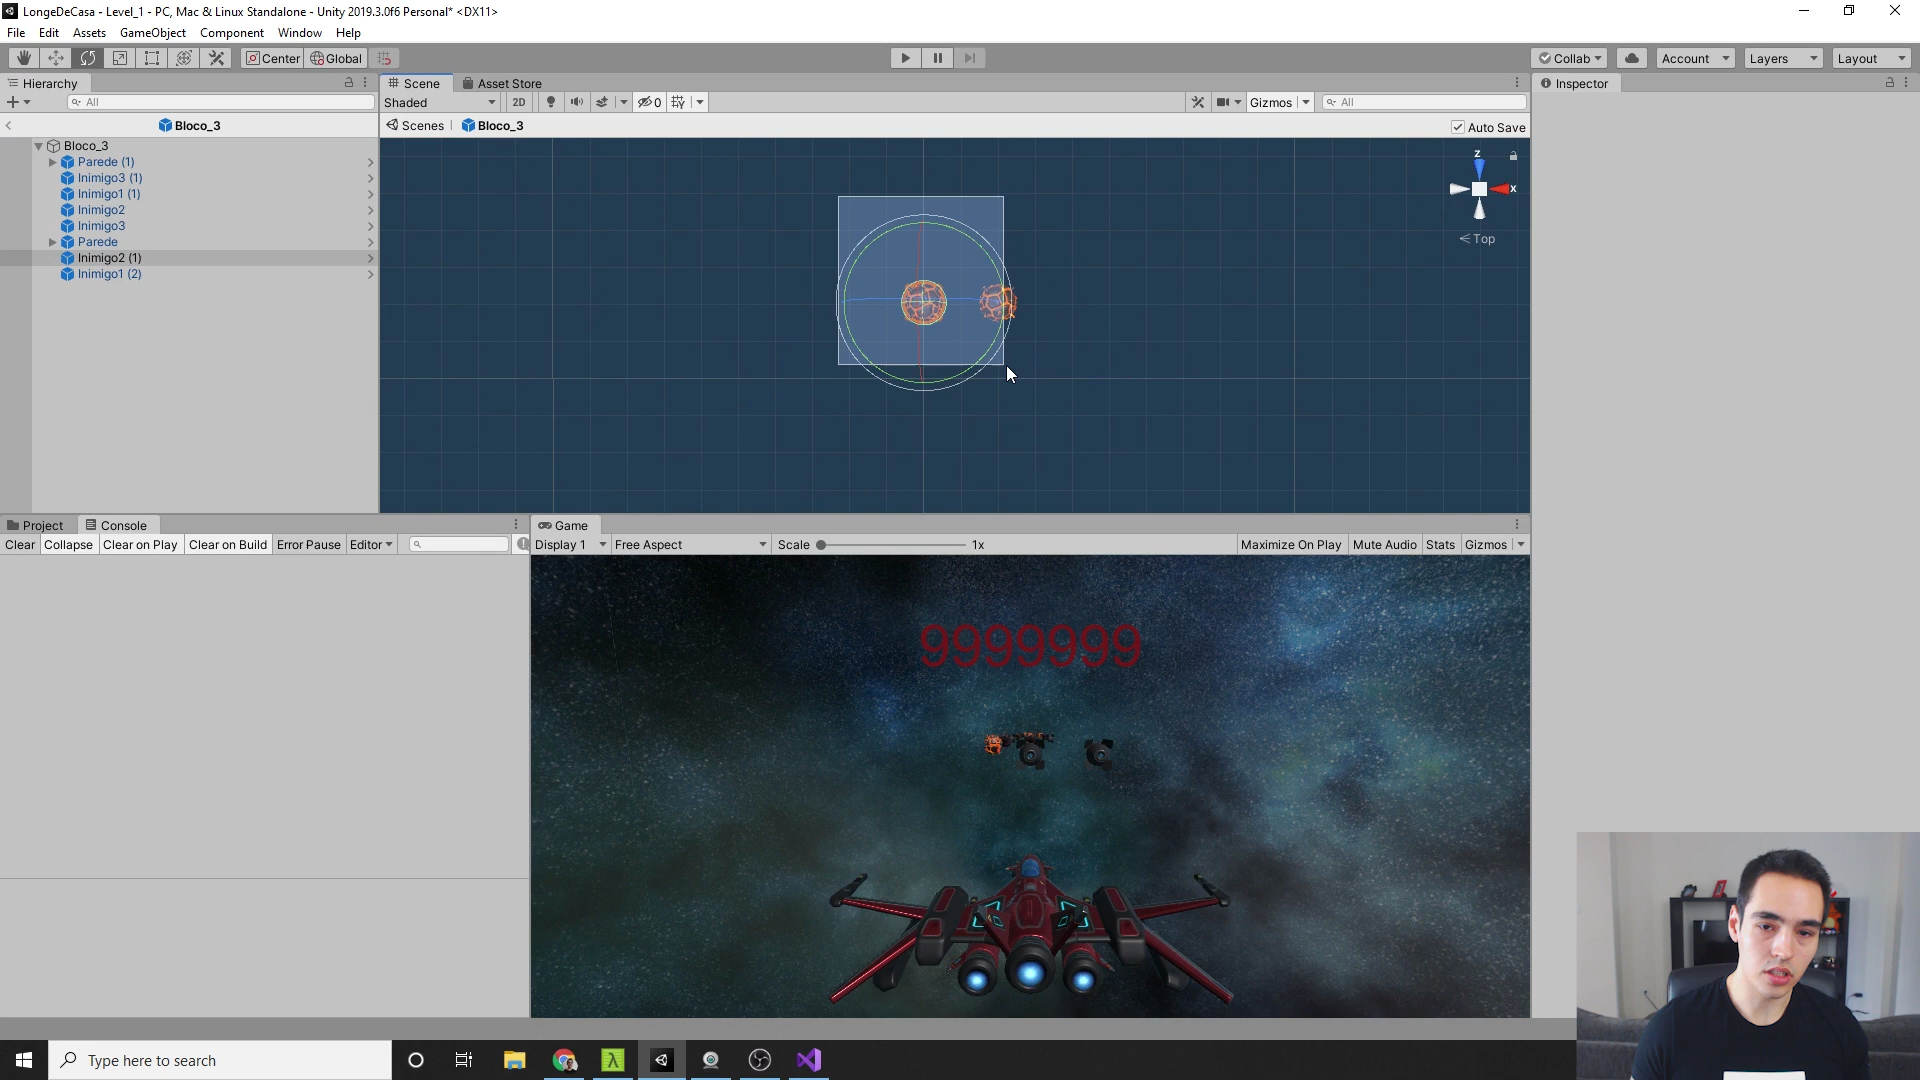 LongeDeCasa - Level_1 - PC, Mac & Linux Standalone - Unity 2019.3.0f6 Personal* <DX11>
File Edit Assets GameObject Component Window Help
Center Global Collab Account Layers Layout
Hierarchy Scene Asset Store Inspector
All Shaded 2D 0 Gizmos All
Bloco_3 Scenes Bloco_3 Auto Save
Bloco_3
Parede (1)
Inimigo3 (1)
Inimigo1 (1)
Inimigo2
Inimigo3
Parede
Inimigo2 (1)
Inimigo1 (2)
z
x
Top
Project Console Game
Clear Collapse Clear on Play Clear on Build Error Pause Editor Display 1 Free Aspect Scale 1x Maximize On Play Mute Audio Stats Gizmos
9999999
Type here to search